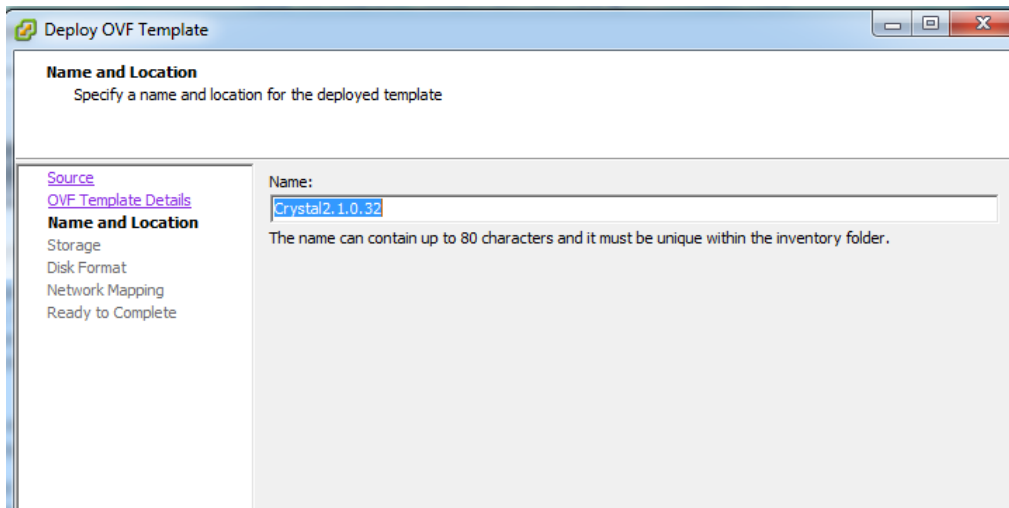 Deploy OVF Template
Name and Location
Specify a name and location for the deployed template
Source
OVF Template Details
Name and Location
Storage
Disk Format
Network Mapping
Ready to Complete
Name:
Crystal2.1.0.32
The name can contain up to 80 characters and it must be unique within the inventory folder.